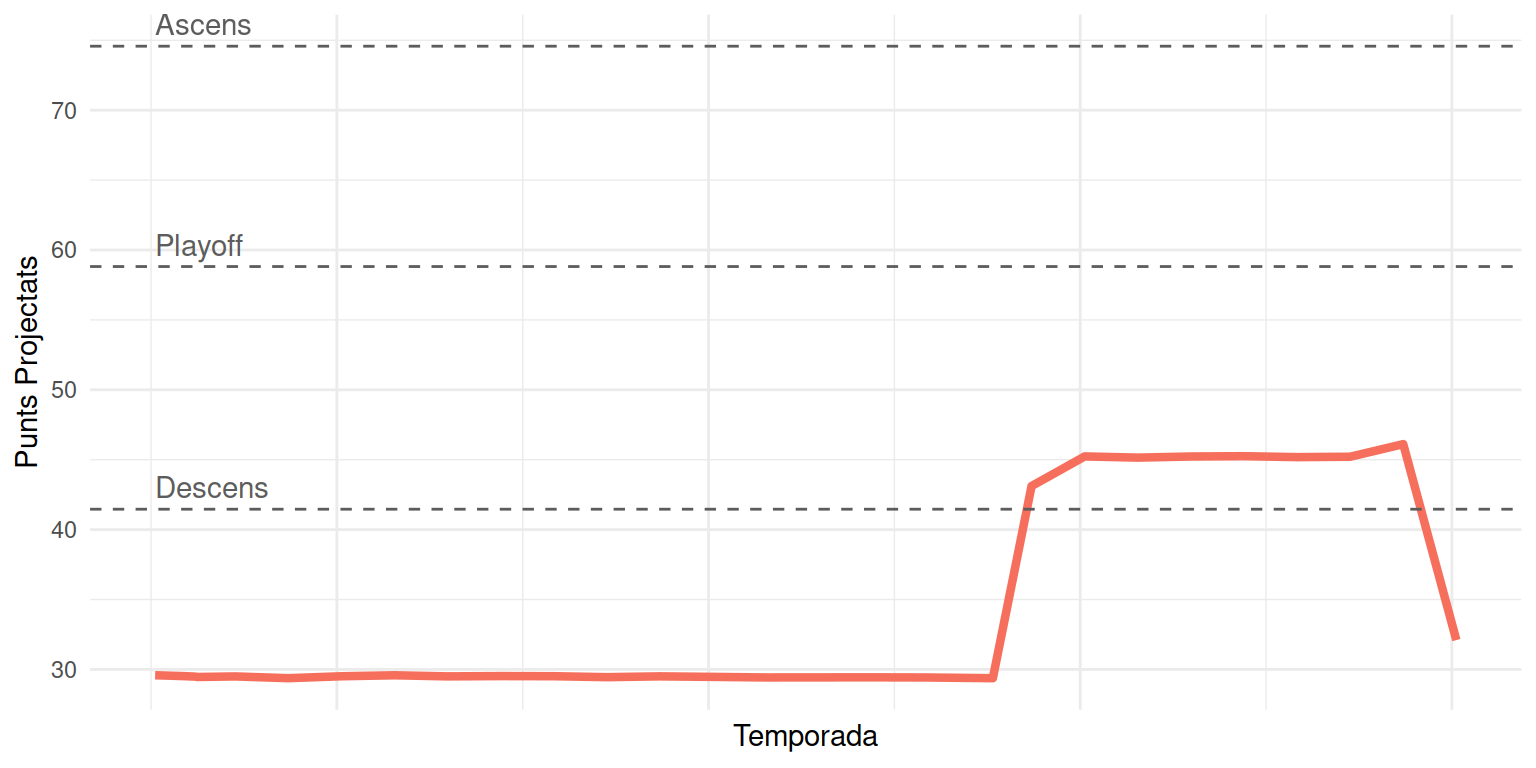 Ascens
70
Playoff
60
Punts Projectats
50
Descens
40
30
Temporada